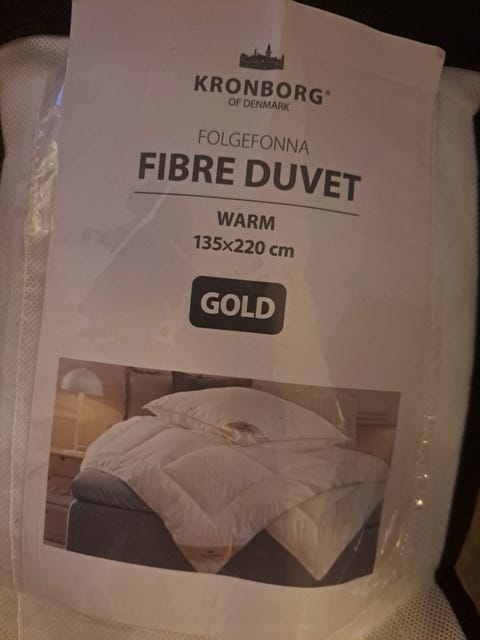 KRONBORG®
OF DENMARK
FOLGEFONNA
FIBRE DUVET
WARM
135×220 cm
GOLD